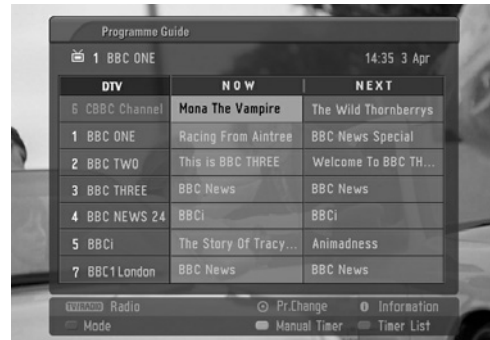 Programme Guide
1 BBC ONE 14:35 3 Apr
DTV NOW NEXT
6 CBBC Channel Mona The Vampire The Wild Thornberrys
1 BBC ONE Racing From Aintree BBC News Special
2 BBC TWO This is BBC THREE Welcome To BBC TH...
3 BBC THREE BBC News BBC News
4 BBC NEWS 24 BBCi BBCi
5 BBCi The Story Of Tracy... Animadness
7 BBC1 London BBC News BBC News
TV/RADIO Radio Pr.Change i Information
Mode Manual Timer Timer List